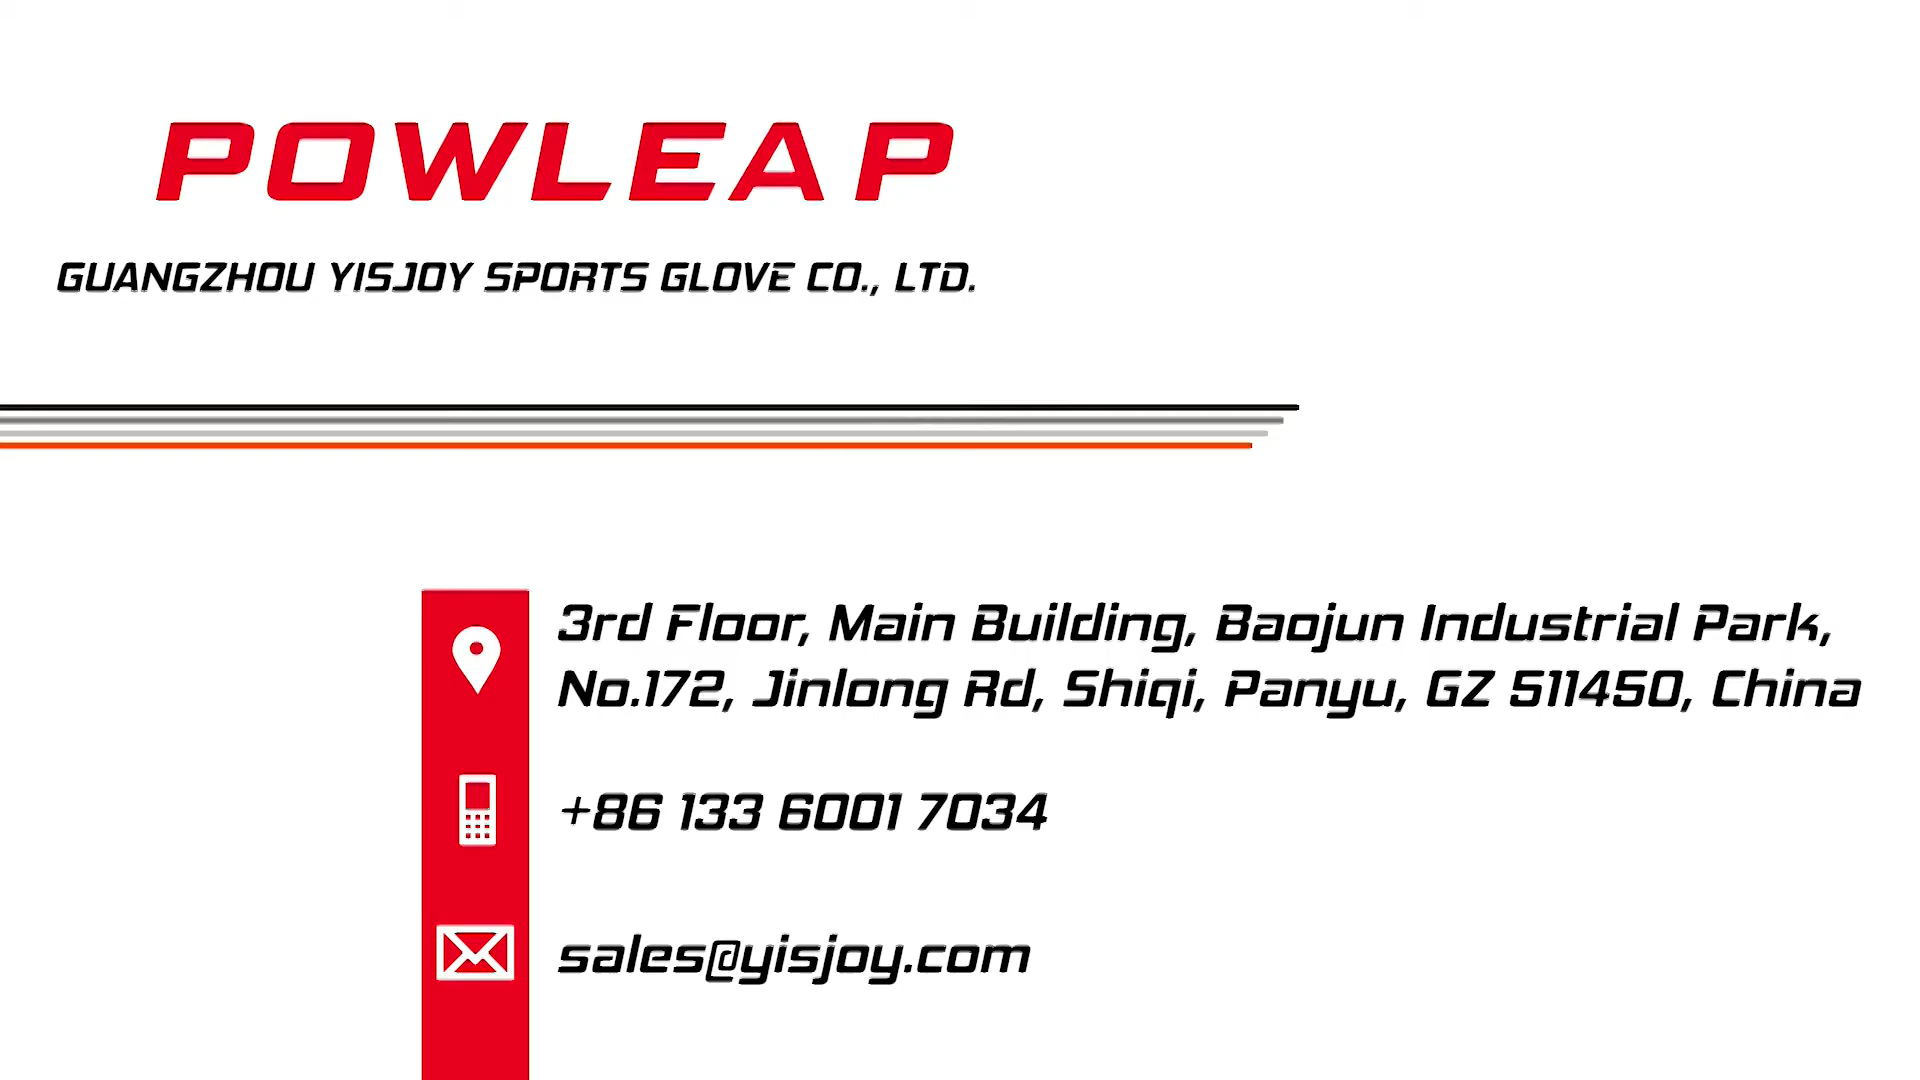 POWLEAP
GUANGZHOU YISJOY SPORTS GLOVE CO., LTD.
3rd Floor, Main Building, Baojun Industrial Park,
No.172, Jinlong Rd, Shiqi, Panyu, GZ 511450, China
+86 133 6001 7034
sales@yisjoy.com